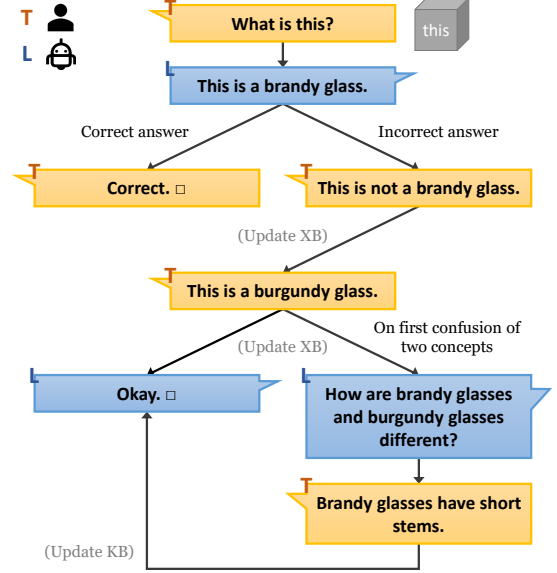 T
What is this?
T
this
L
L
This is a brandy glass.
Correct answer
Incorrect answer
T
Correct. □
T
This is not a brandy glass.
(Update XB)
T
This is a burgundy glass.
(Update XB)
On first confusion of
two concepts
L
Okay. □
L
How are brandy glasses
and burgundy glasses
different?
T
Brandy glasses have short
stems.
(Update KB)